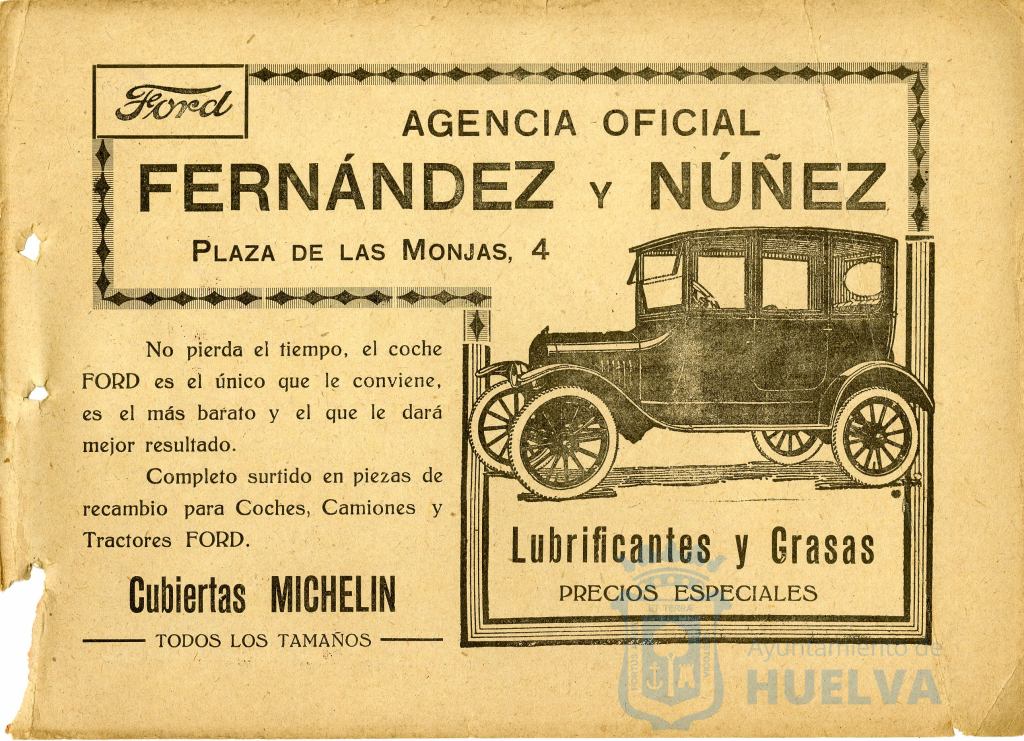 Ford
AGENCIA OFICIAL
FERNÁNDEZ Y NÚÑEZ
PLAZA DE LAS MONJAS, 4
No pierda el tiempo, el coche
FORD es el único que le conviene,
es el más barato y el que le dará
mejor resultado.
Completo surtido en piezas de
recambio para Coches, Camiones y
Tractores FORD.
Cubiertas MICHELIN
TODOS LOS TAMAÑOS
Lubrificantes y Grasas
PRECIOS ESPECIALES
Ayuntamiento de
HUELVA